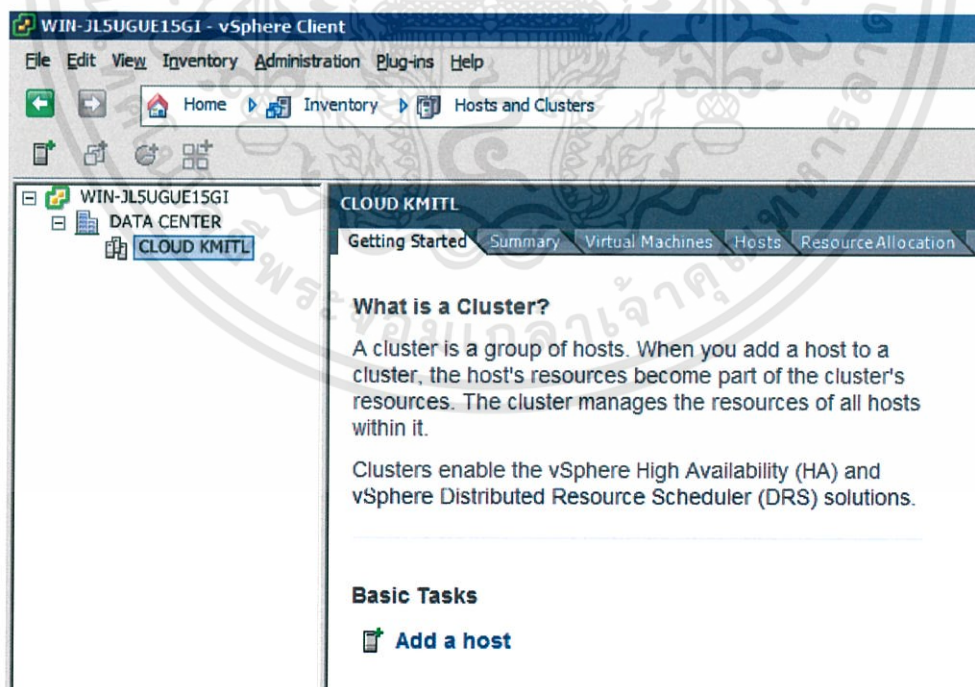 WIN-JL5UGUE15GI - vSphere Client
File Edit View Inventory Administration Plug-ins Help
Home Inventory Hosts and Clusters
WIN-JL5UGUE15GI
DATA CENTER
CLOUD KMITL
CLOUD KMITL
Getting Started Summary Virtual Machines Hosts Resource Allocation
What is a Cluster?
A cluster is a group of hosts. When you add a host to a
cluster, the host's resources become part of the cluster's
resources. The cluster manages the resources of all hosts
within it.
Clusters enable the vSphere High Availability (HA) and
vSphere Distributed Resource Scheduler (DRS) solutions.
Basic Tasks
Add a host